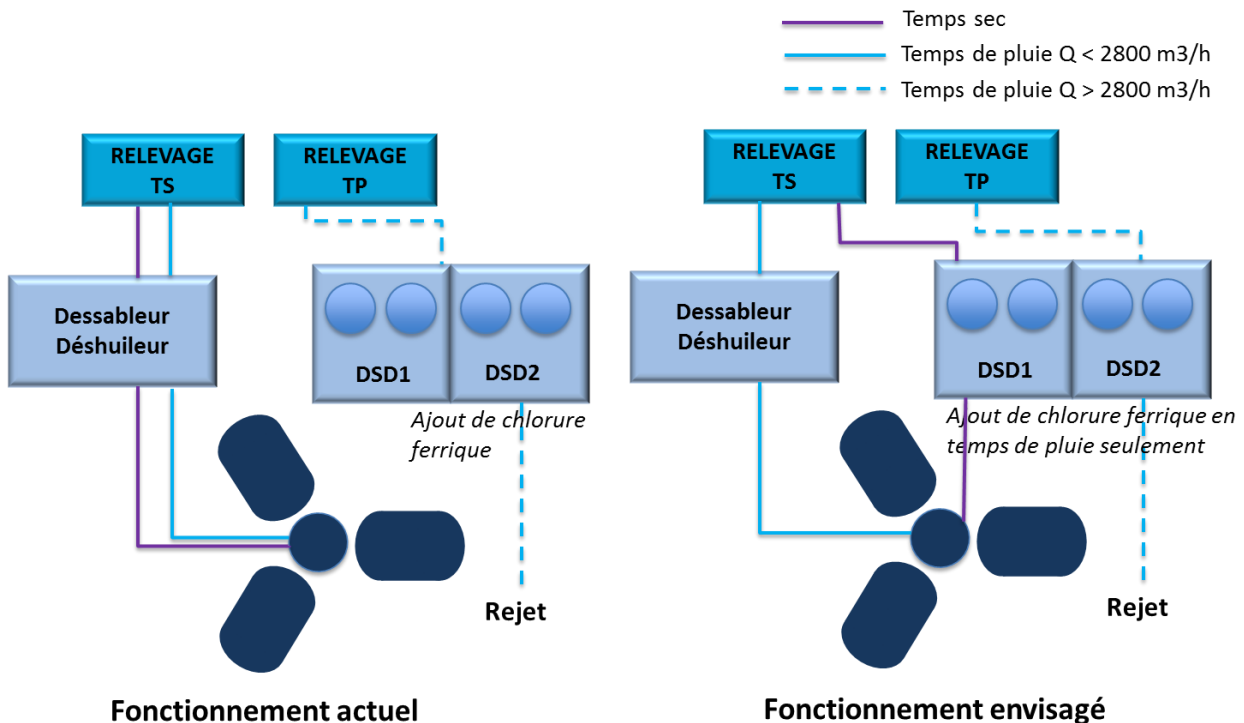 Temps sec
Temps de pluie Q < 2800 m3/h
Temps de pluie Q > 2800 m3/h
RELEVAGE
TS
RELEVAGE
TP
Dessableur
Déshuileur
DSD1
DSD2
Ajout de chlorure
ferrique
Rejet
Fonctionnement actuel
RELEVAGE
TS
RELEVAGE
TP
Dessableur
Déshuileur
DSD1
DSD2
Ajout de chlorure ferrique en
temps de pluie seulement
Rejet
Fonctionnement envisagé